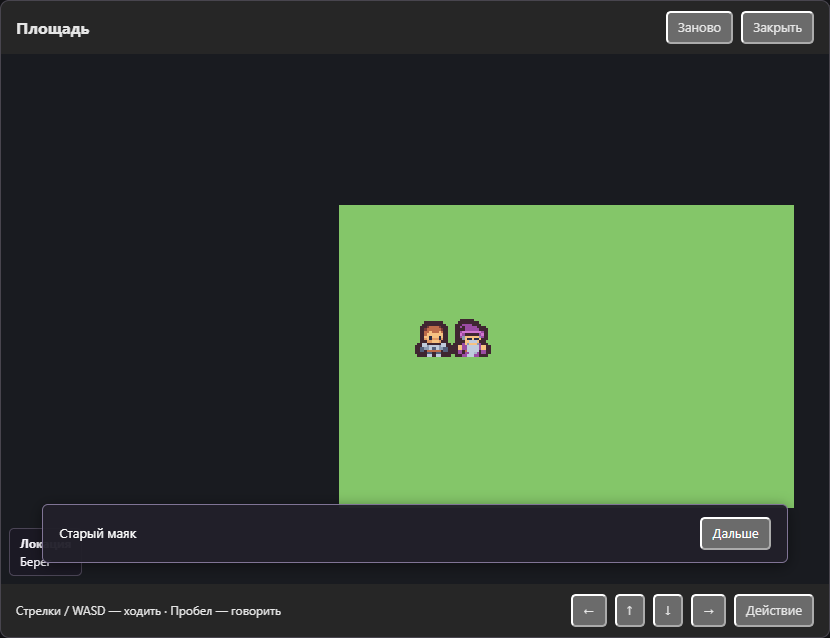 Площадь
Заново
Закрыть
Старый маяк
Дальше
Берег
Стрелки / WASD — ходить · Пробел — говорить
← ↑ ↓ → Действие